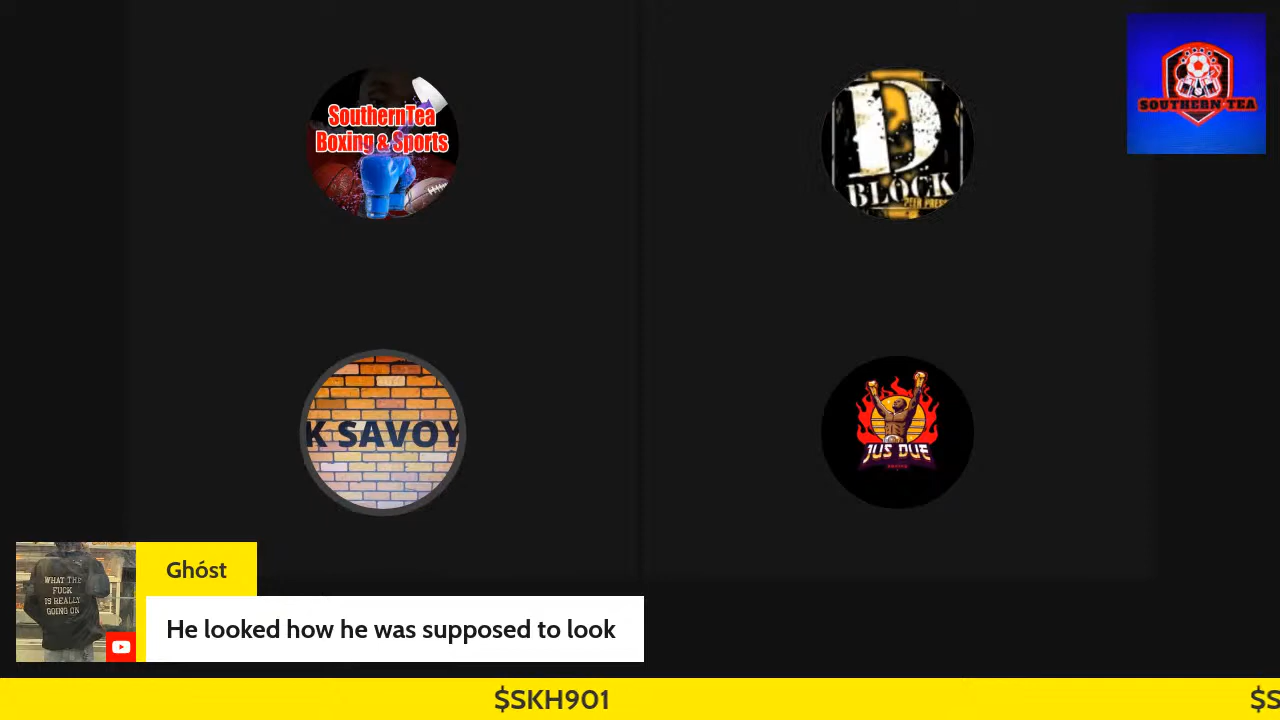 SouthernTea
Boxing & Sports
D
BLOCK
SOUTHERN TEA
K SAVOY
JUS DUE
WHAT THE
FUCK
IS REALLY
GOING ON
Ghóst
He looked how he was supposed to look
$SKH901
$S